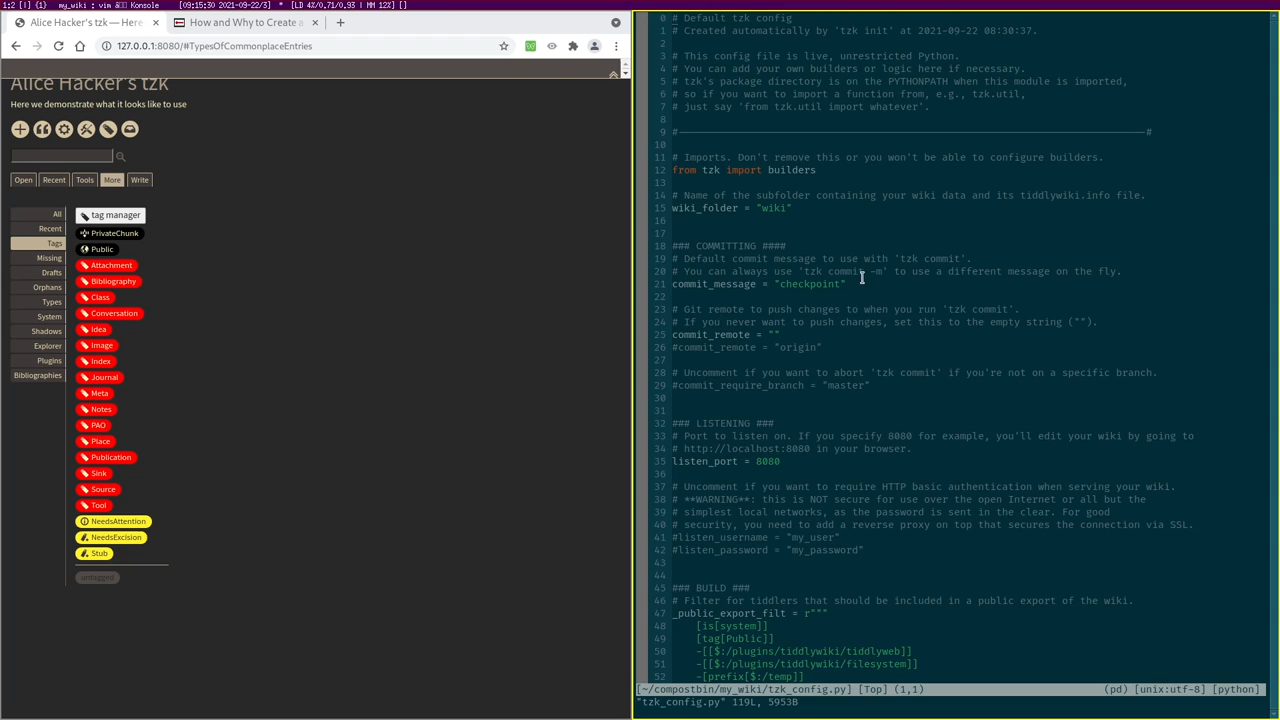 1:2 [|] {1} my_wiki : vim Konsole [09:15:30 2021-09-22/3] * [LD 4%/0,71/0,93 | MM 12%] []
Alice Hacker's tzk — Here
How and Why to Create a
127.0.0.1:8080/#TypesOfCommonplaceEntries
Alice Hacker's tzk
Here we demonstrate what it looks like to use
Open Recent Tools More Write
All
Recent
Tags
Missing
Drafts
Orphans
Types
System
Shadows
Explorer
Plugins
Bibliographies
tag manager
PrivateChunk
Public
Attachment
Bibliography
Class
Conversation
Idea
Image
Index
Journal
Meta
Notes
PAO
Place
Publication
Sink
Source
Tool
NeedsAttention
NeedsExcision
Stub
untagged
0 # Default tzk config
1 # Created automatically by 'tzk init' at 2021-09-22 08:30:37.
2
3 # This config file is live, unrestricted Python.
4 # You can add your own builders or logic here if necessary.
5 # tzk's package directory is on the PYTHONPATH when this module is imported,
6 # so if you want to import a function from, e.g., tzk.util,
7 # just say 'from tzk.util import whatever'.
8
9 #———#
10
11 # Imports. Don't remove this or you won't be able to configure builders.
12 from tzk import builders
13
14 # Name of the subfolder containing your wiki data and its tiddlywiki.info file.
15 wiki_folder = "wiki"
16
17
18 ### COMMITTING ####
19 # Default commit message to use with 'tzk commit'.
20 # You can always use 'tzk commit -m' to use a different message on the fly.
21 commit_message = "checkpoint"
22
23 # Git remote to push changes to when you run 'tzk commit'.
24 # If you never want to push changes, set this to the empty string ("").
25 commit_remote = ""
26 #commit_remote = "origin"
27
28 # Uncomment if you want to abort 'tzk commit' if you're not on a specific branch.
29 #commit_require_branch = "master"
30
31
32 ### LISTENING ###
33 # Port to listen on. If you specify 8080 for example, you'll edit your wiki by going to
34 # http://localhost:8080 in your browser.
35 listen_port = 8080
36
37 # Uncomment if you want to require HTTP basic authentication when serving your wiki.
38 # **WARNING**: this is NOT secure for use over the open Internet or all but the
39 # simplest local networks, as the password is sent in the clear. For good
40 # security, you need to add a reverse proxy on top that secures the connection via SSL.
41 #listen_username = "my_user"
42 #listen_password = "my_password"
43
44
45 ### BUILD ###
46 # Filter for tiddlers that should be included in a public export of the wiki.
47 _public_export_filt = r"""
48 [is[system]]
49 [tag[Public]]
50 -[[$:/plugins/tiddlywiki/tiddlyweb]]
51 -[[$:/plugins/tiddlywiki/filesystem]]
52 -[prefix[$:/temp]]
[~/compostbin/my_wiki/tzk_config.py] [Top] (1,1) (pd) [unix:utf-8] [python]
"tzk_config.py" 119L, 5953B